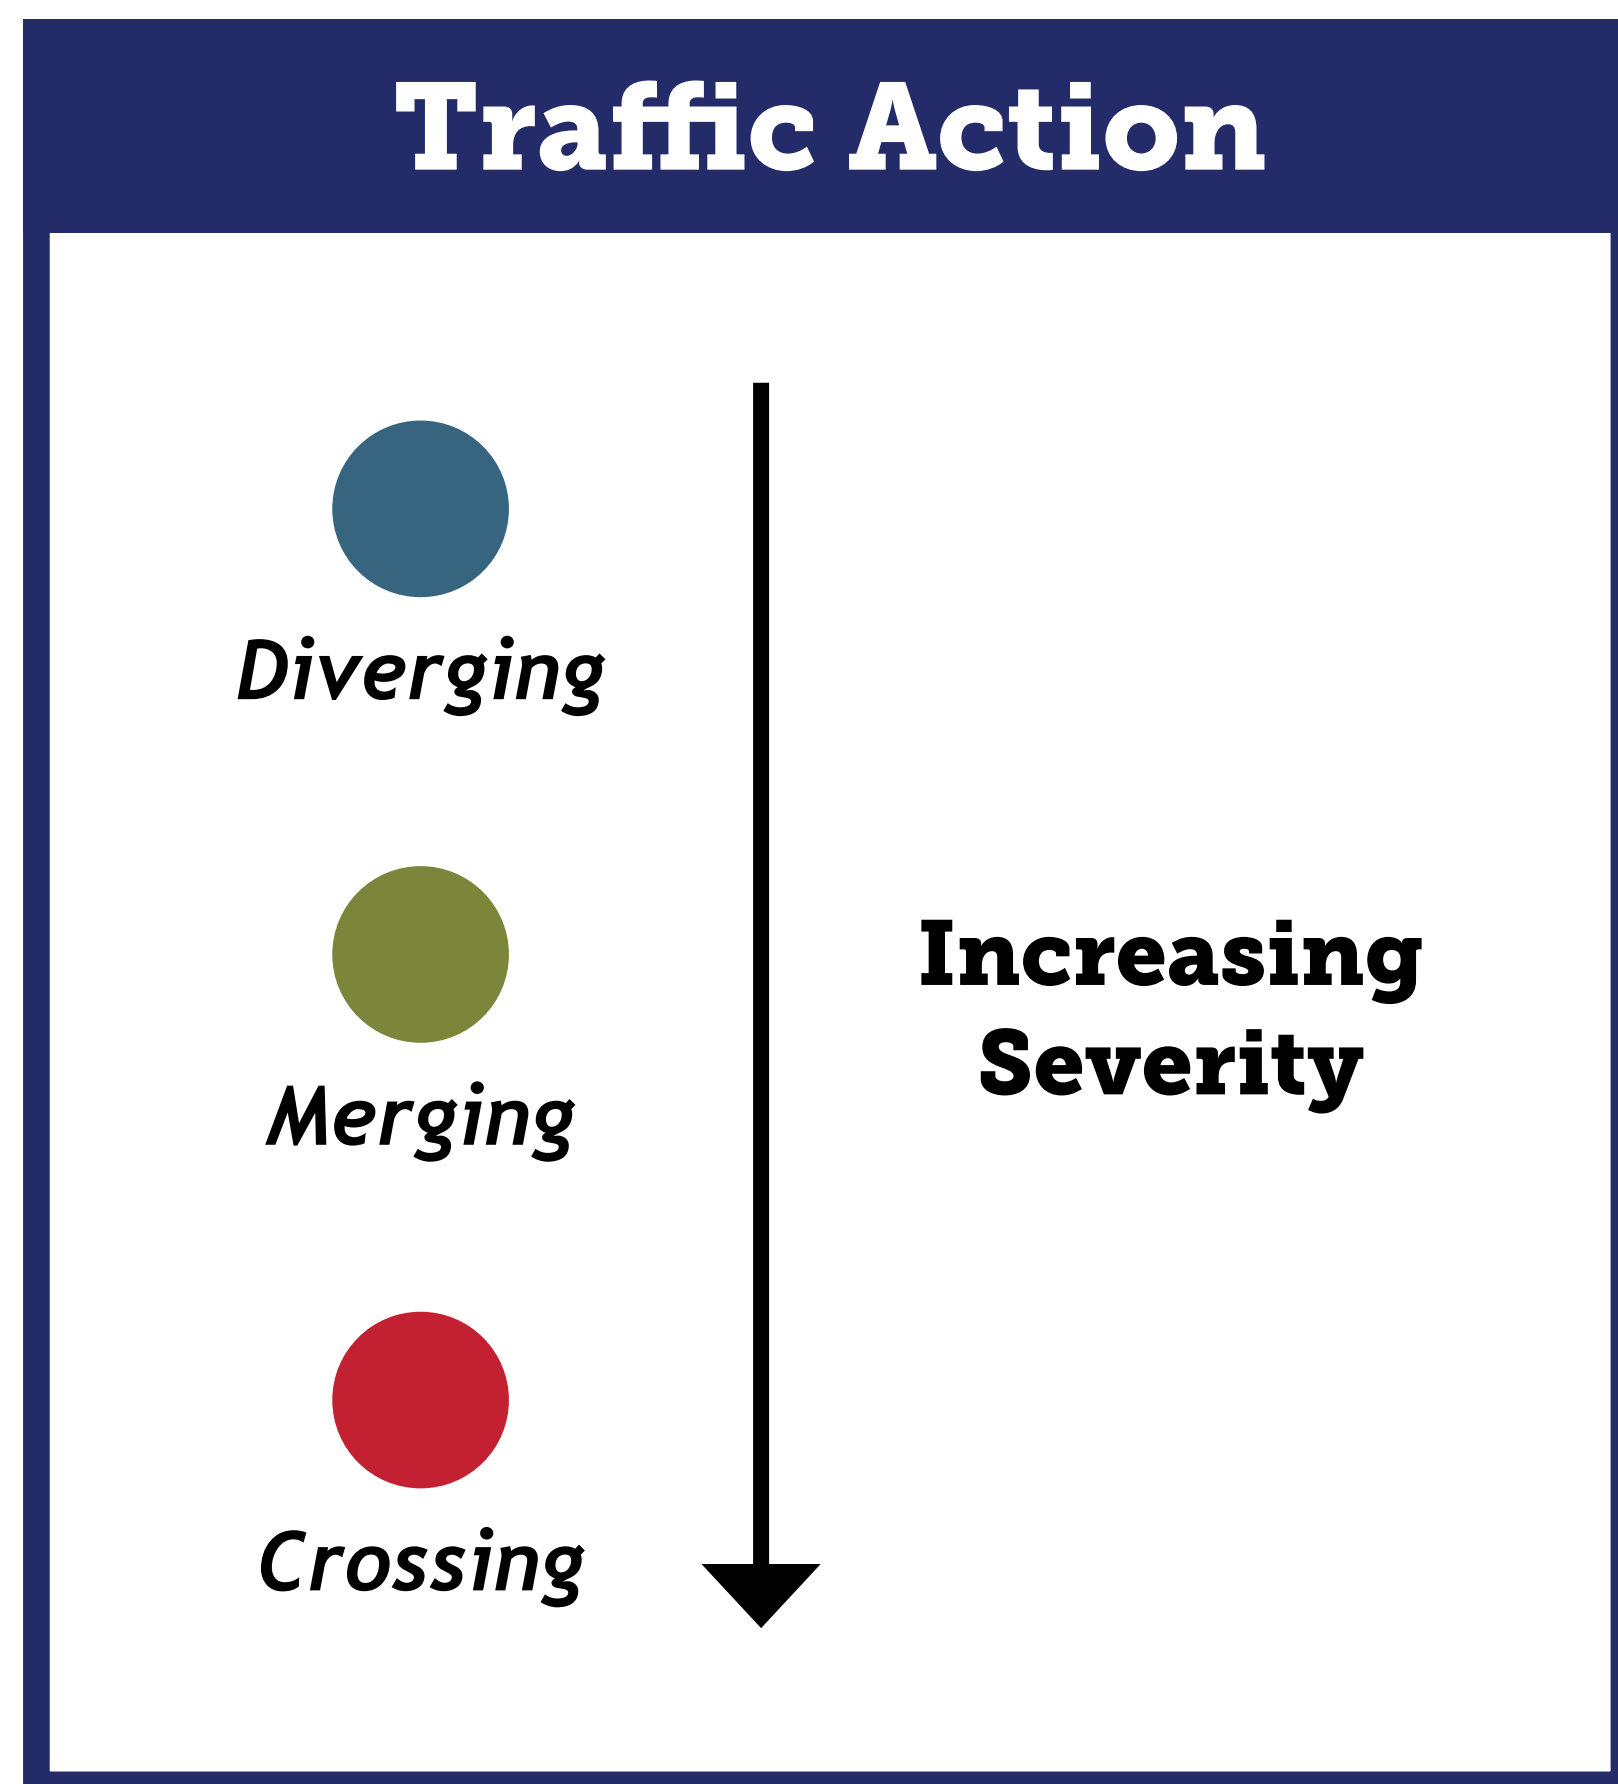 Traffic Action
Diverging
Merging
Increasing
Severity
Crossing